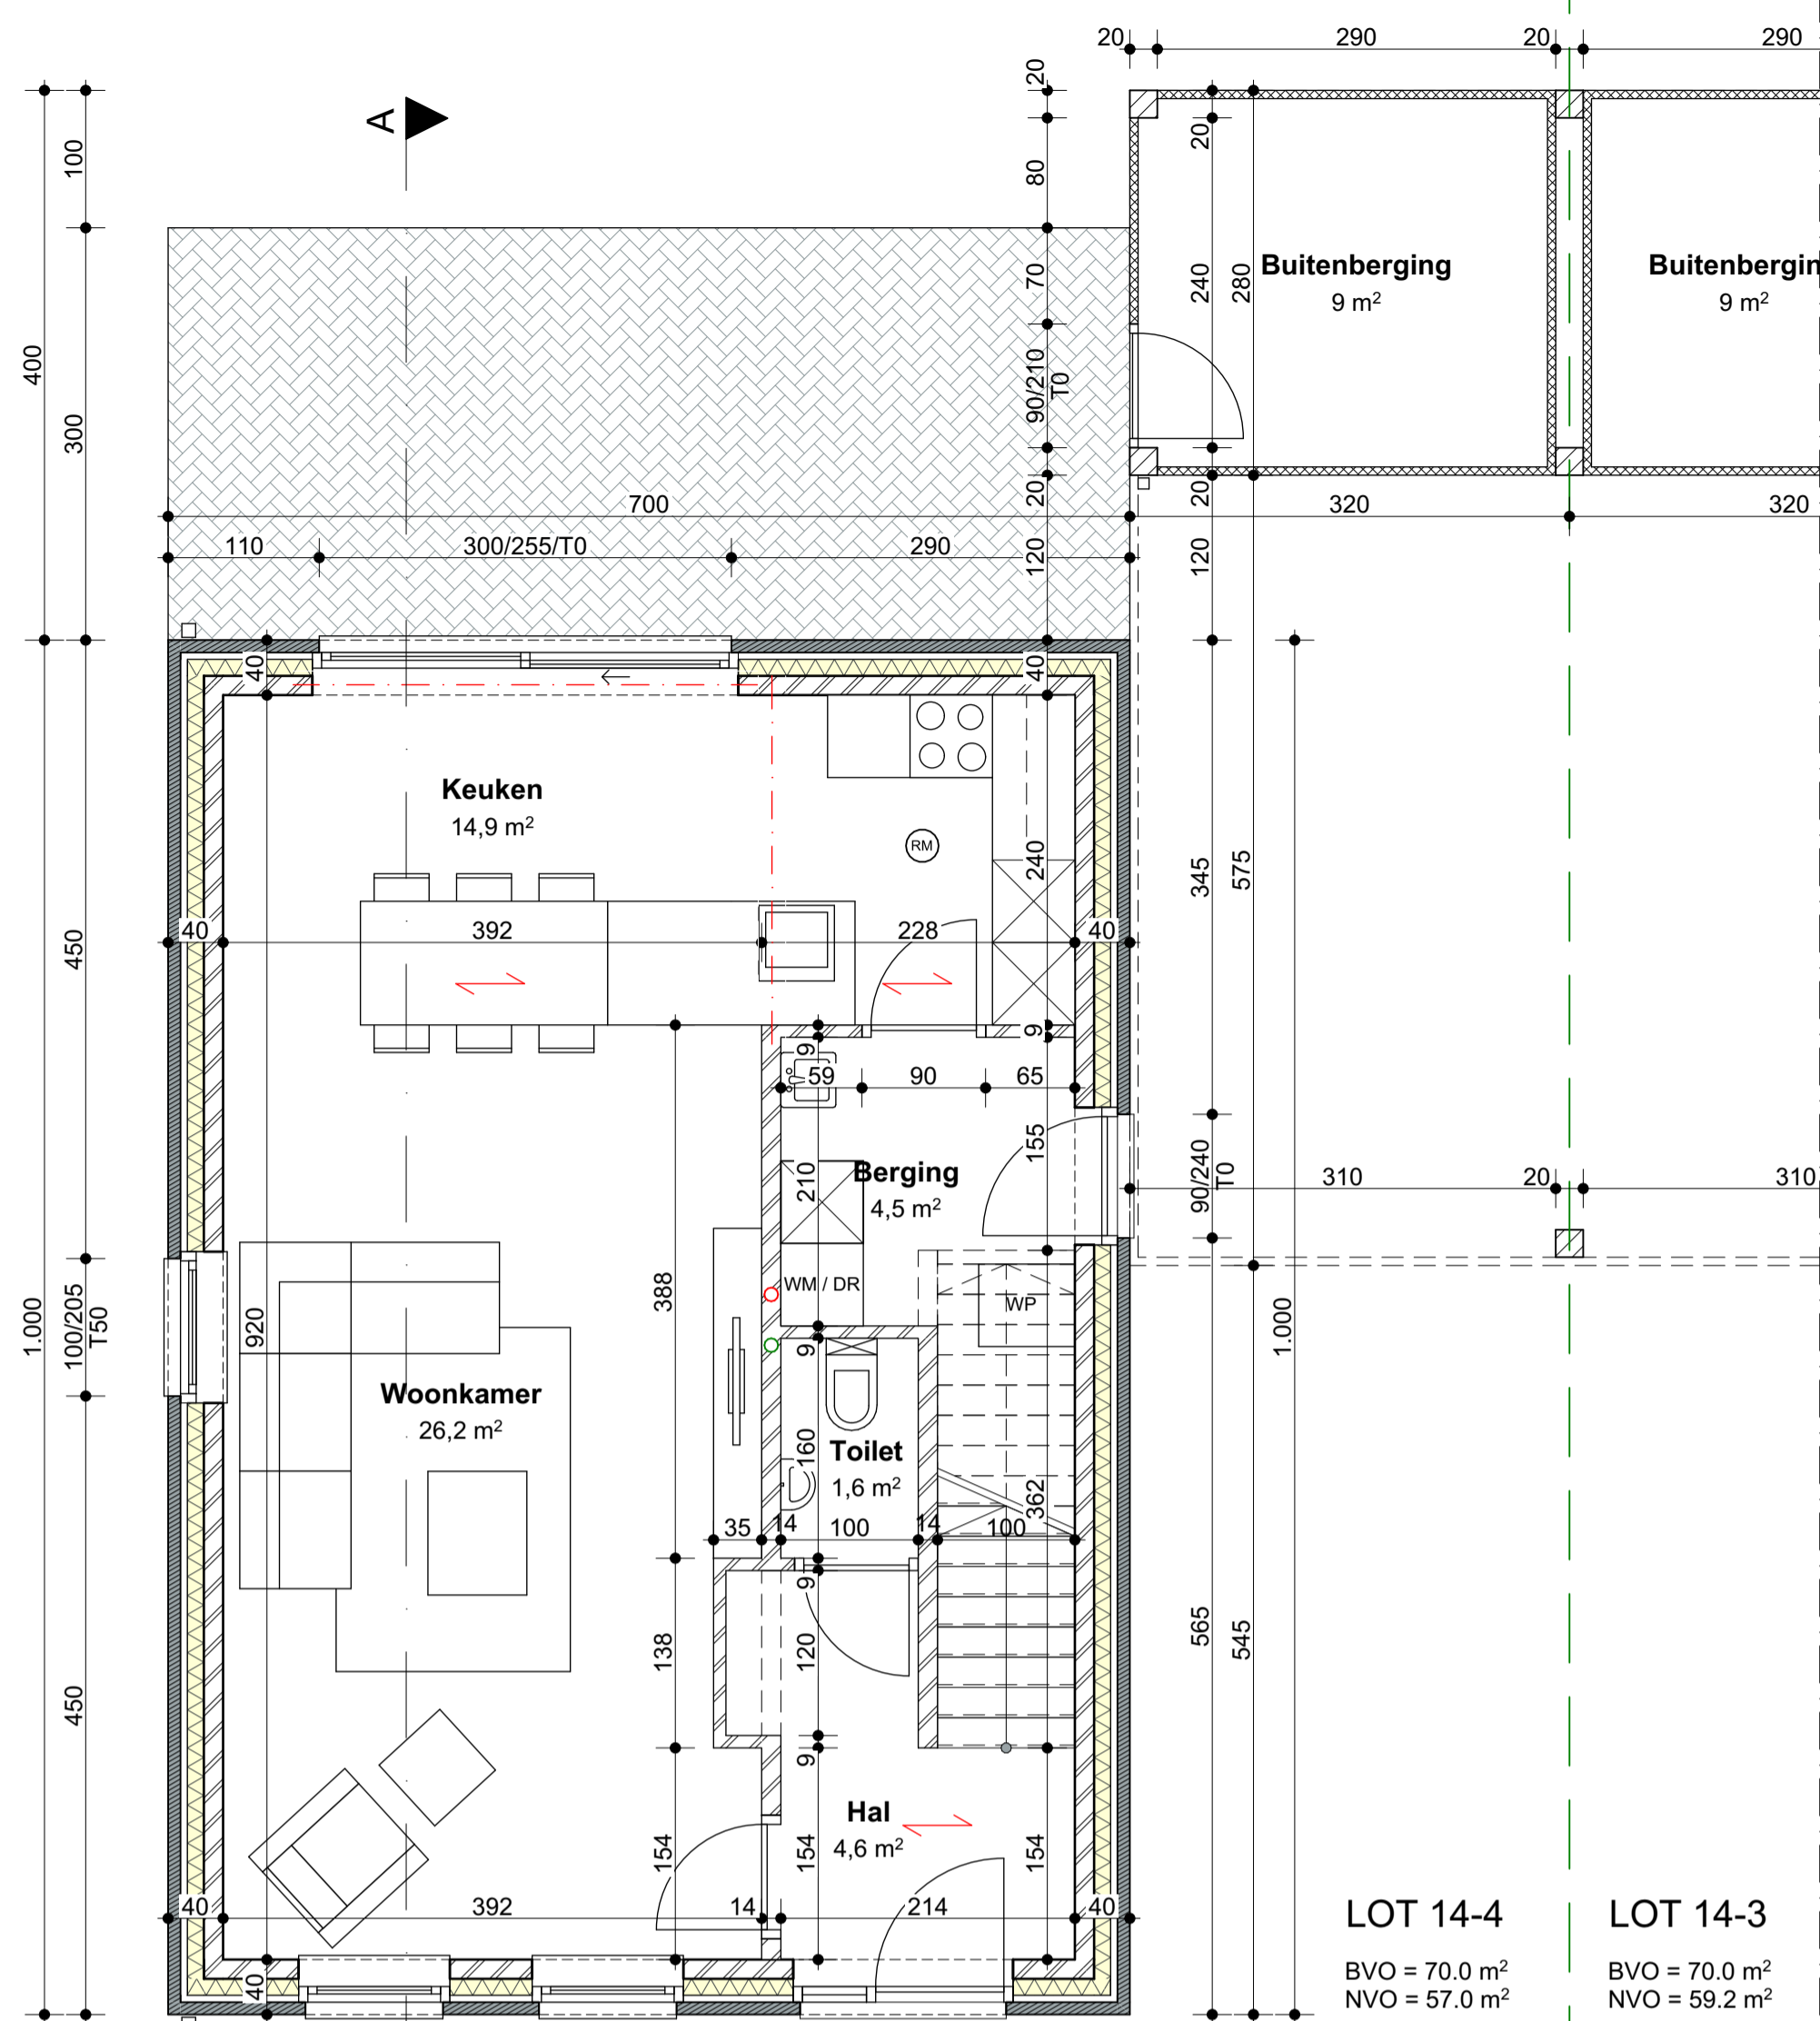 20 290 20 290
20
A
100
80
20
Buitenberging
9 m²
Buitenbergin
9 m²
70
240
280
400
90/210
T0
300
20
20
700
320
320
110
300/255/T0
290
120
120
40
40
Keuken
14,9 m²
RM
240
345
575
450
40
392
228
40
9
9
59
90
65
155
90/240
T0
210
Berging
4,5 m²
310
20
310
WM / DR
WP
388
1.000
100/205
T50
920
1.000
9
Woonkamer
26,2 m²
160
Toilet
1,6 m²
362
35
14
100
14
100
9
138
120
565
545
450
9
Hal
4,6 m²
154
154
154
40
392
14
214
40
LOT 14-4
LOT 14-3
40
BVO = 70.0 m²
NVO = 57.0 m²
BVO = 70.0 m²
NVO = 59.2 m²